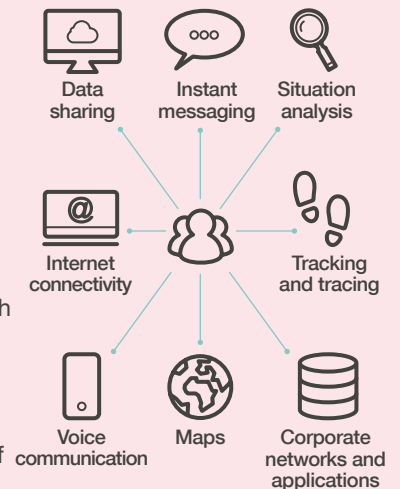 Data
sharing
Instant
messaging
Situation
analysis
@
Internet
connectivity
Tracking
and tracing
h
Voice
communication
Maps
Corporate
networks and
applications
f